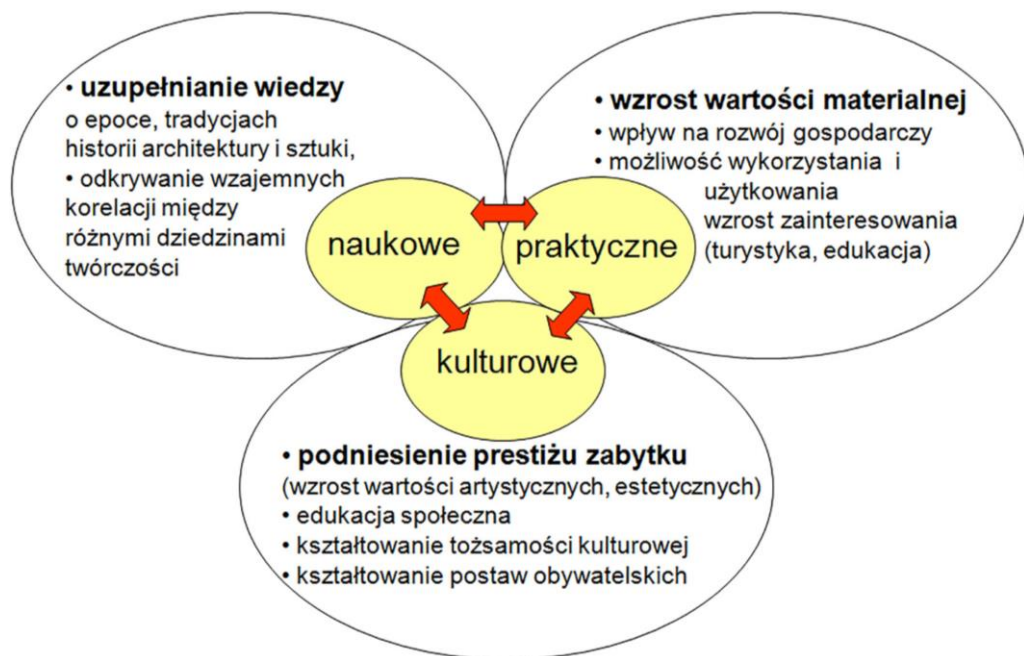 • uzupełnianie wiedzy
o epoce, tradycjach
historii architektury i sztuki,
• odkrywanie wzajemnych
korelacji między
różnymi dziedzinami
twórczości
naukowe
• wzrost wartości materialnej
• wpływ na rozwój gospodarczy
• możliwość wykorzystania i
użytkowania
wzrost zainteresowania
(turystyka, edukacja)
praktyczne
kulturowe
• podniesienie prestiżu zabytku
(wzrost wartości artystycznych, estetycznych)
• edukacja społeczna
• kształtowanie tożsamości kulturowej
• kształtowanie postaw obywatelskich